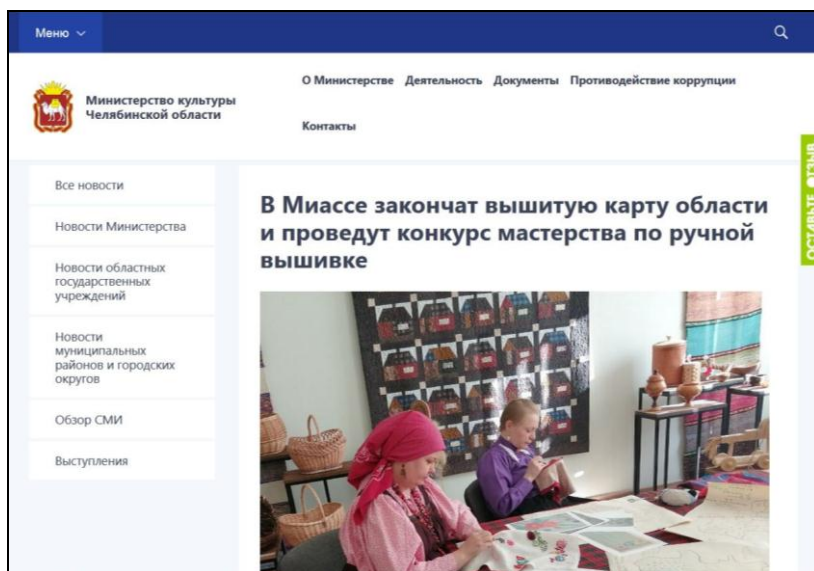 Меню
О Министерстве Деятельность Документы Противодействие коррупции
Министерство культуры
Челябинской области
Контакты
ОСТАВЬТЕ ОТЗЫВ
Все новости
Новости Министерства
Новости областных
государственных
учреждений
Новости
муниципальных
районов и городских
округов
Обзор СМИ
Выступления
В Миассе закончат вышитую карту области
и проведут конкурс мастерства по ручной
вышивке